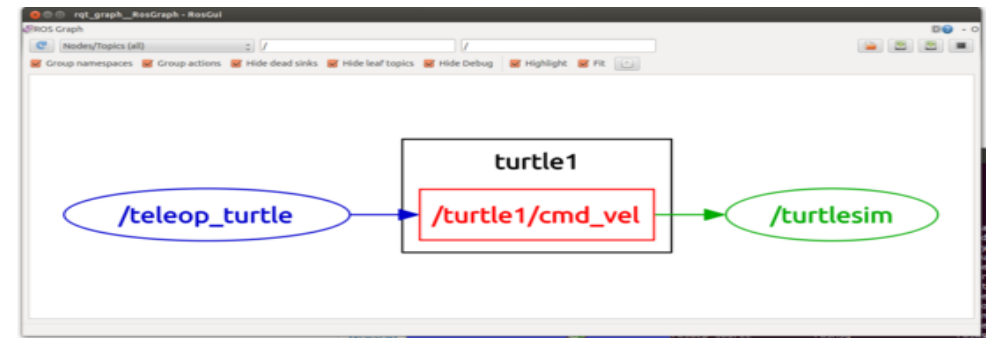 rqt_graph__RosGraph - RosGui
ROS Graph
Nodes/Topics (all) / /
Group namespaces Group actions Hide dead sinks Hide leaf topics Hide Debug Highlight Fit
turtle1
/teleop_turtle /turtle1/cmd_vel /turtlesim